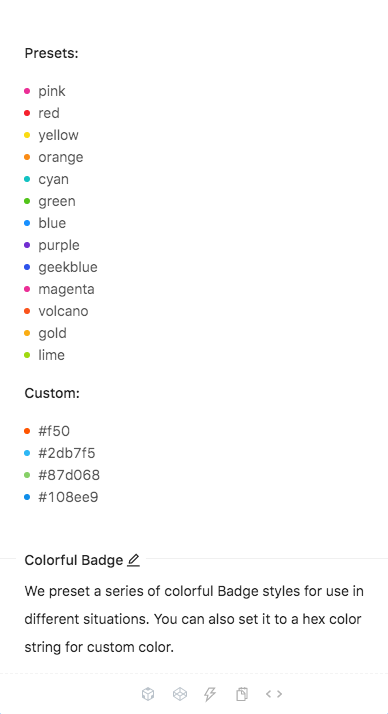 Presets:
pink
red
yellow
orange
cyan
green
blue
purple
geekblue
magenta
volcano
gold
lime
Custom:
#f50
#2db7f5
#87d068
#108ee9
Colorful Badge
We preset a series of colorful Badge styles for use in
different situations. You can also set it to a hex color
string for custom color.